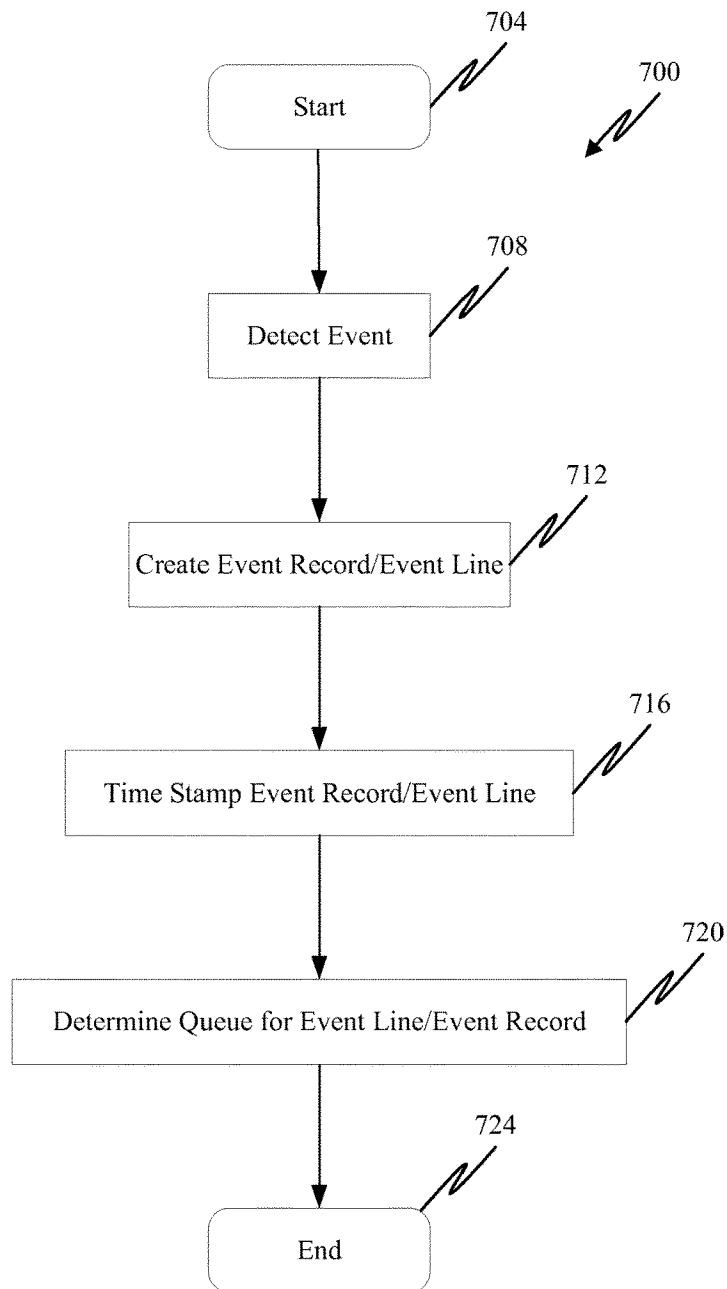 704
Start
700
708
Detect Event
712
Create Event Record/Event Line
716
Time Stamp Event Record/Event Line
720
Determine Queue for Event Line/Event Record
724
End